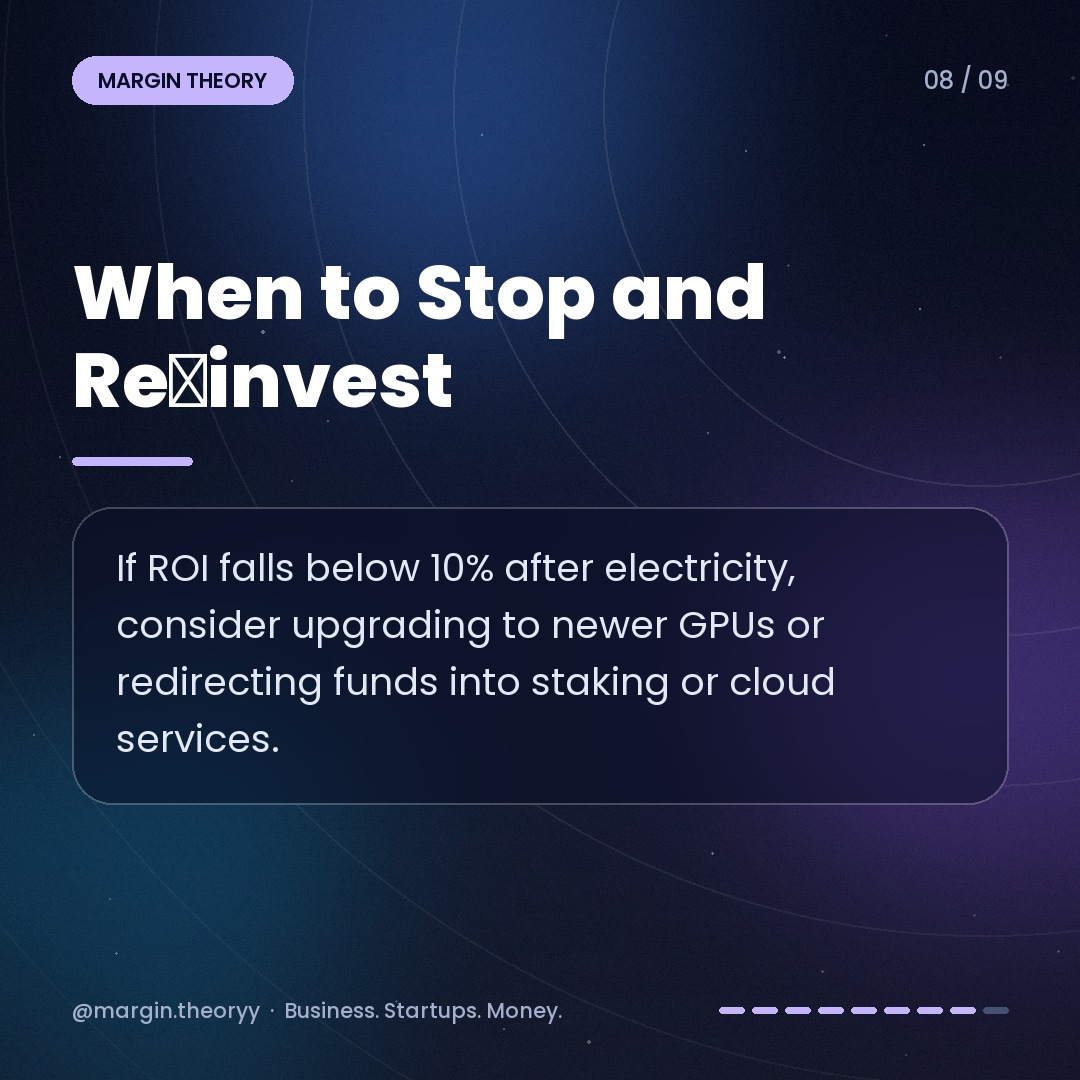 MARGIN THEORY
08 / 09
When to Stop and
Re�invest
If ROI falls below 10% after electricity,
consider upgrading to newer GPUs or
redirecting funds into staking or cloud
services.
@margin.theoryy · Business. Startups. Money.